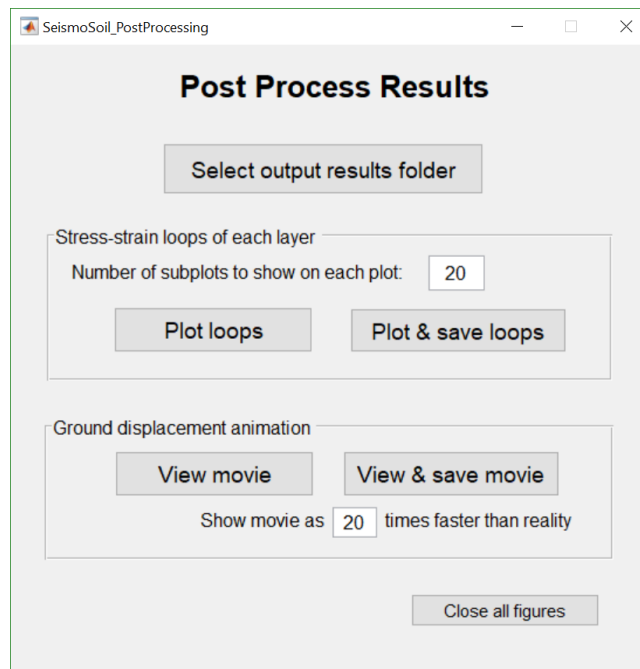 SeismoSoil_PostProcessing
Post Process Results
Select output results folder
Stress-strain loops of each layer
Number of subplots to show on each plot: 20
Plot loops Plot & save loops
Ground displacement animation
View movie View & save movie
Show movie as 20 times faster than reality
Close all figures